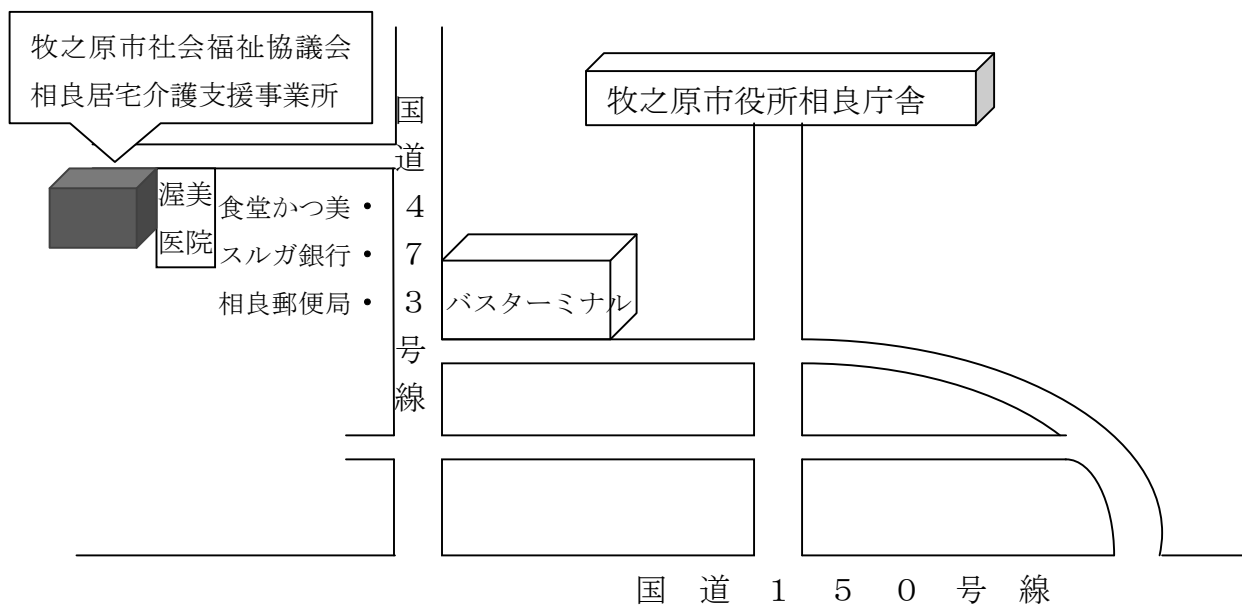 牧之原市社会福祉協議会
相良居宅介護支援事業所
牧之原市役所相良庁舎
国道４７３号線
渥美
医院
食堂かつ美・
スルガ銀行・
相良郵便局・
バスターミナル
国道１５０号線